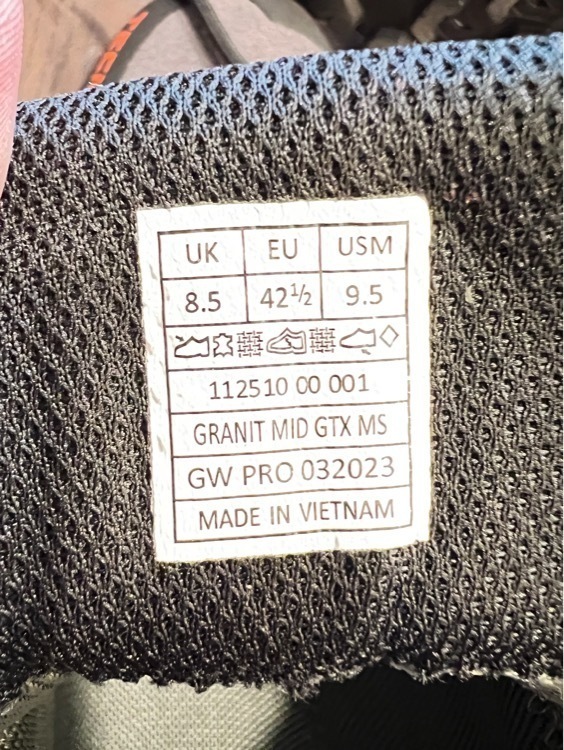 UK EU USM
8.5 42½ 9.5
112510 00 001
GRANIT MID GTX MS
GW PRO 032023
MADE IN VIETNAM